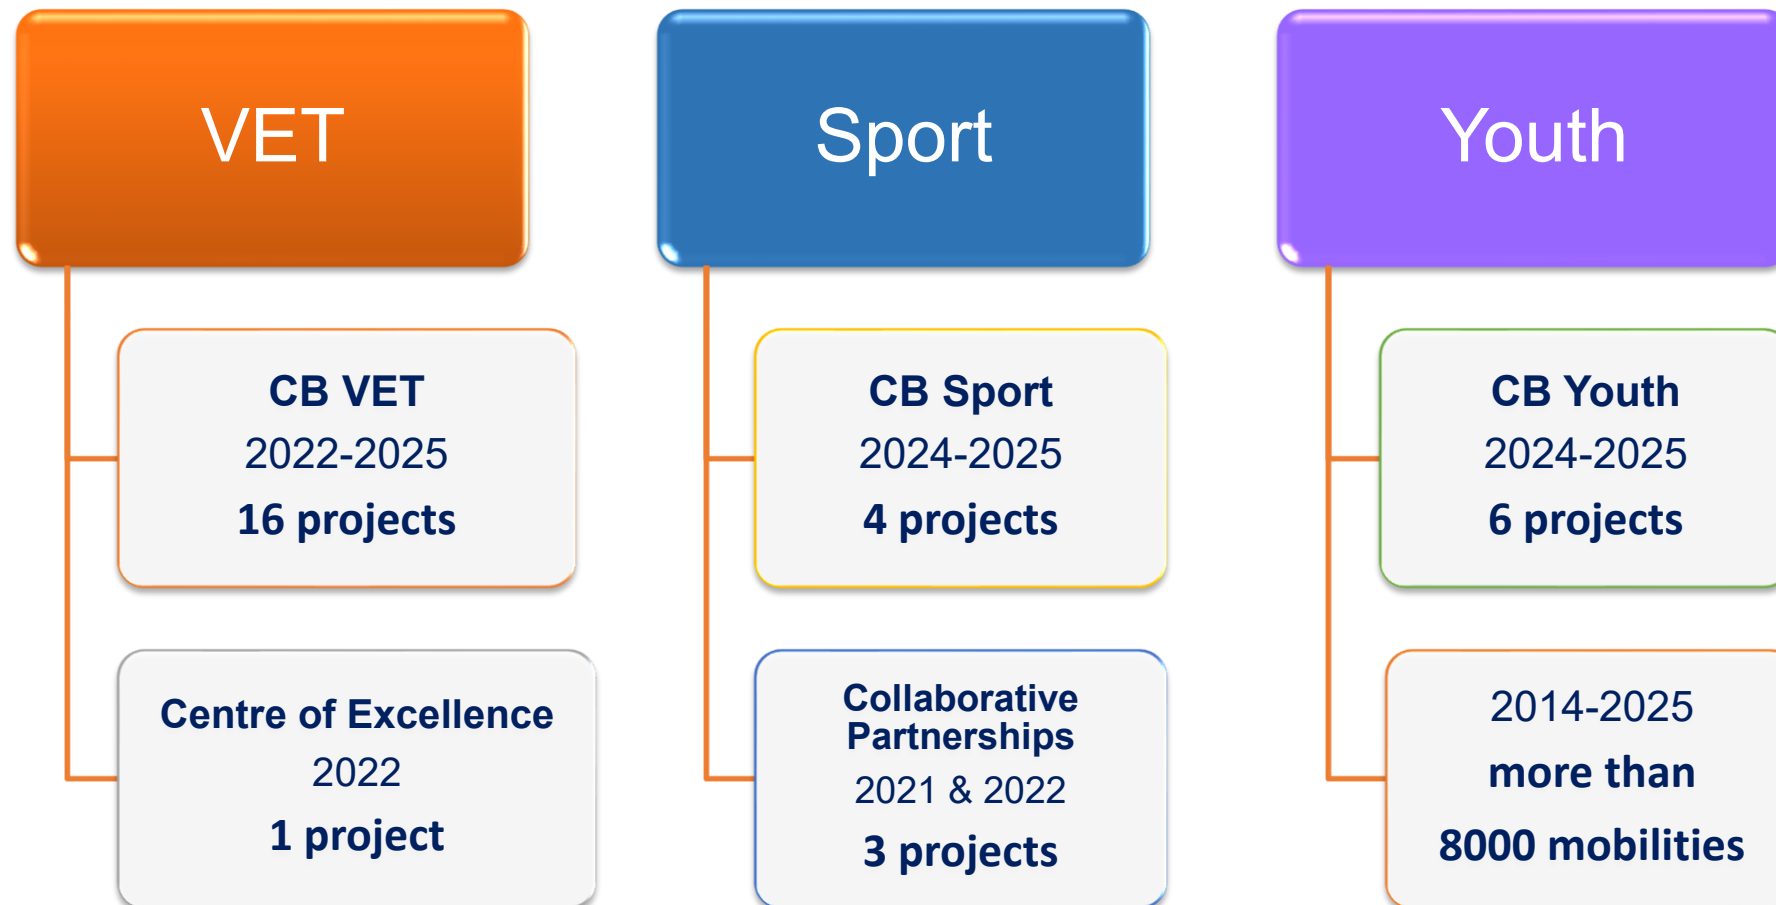 VET
CB VET
2022-2025
16 projects
Centre of Excellence
2022
1 project
Sport
CB Sport
2024-2025
4 projects
Collaborative
Partnerships
2021 & 2022
3 projects
Youth
CB Youth
2024-2025
6 projects
2014-2025
more than
8000 mobilities